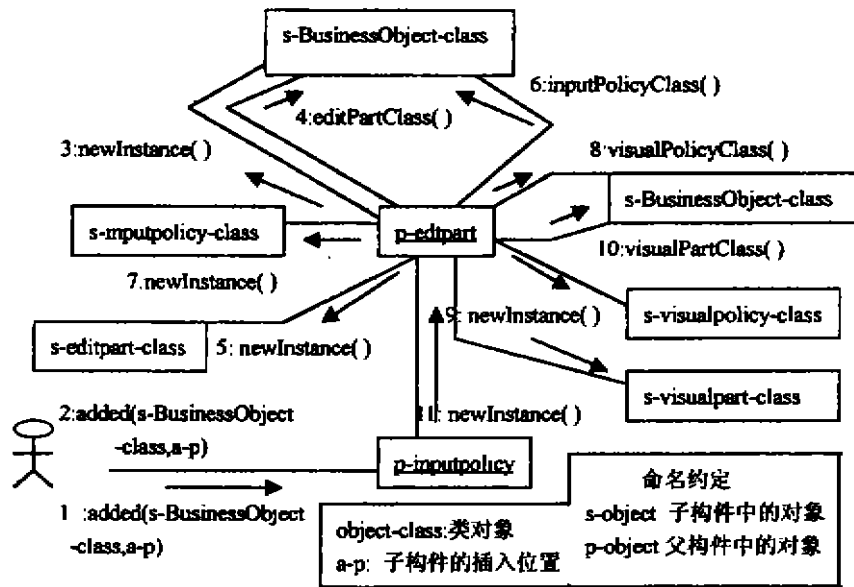 s-BusinessObject-class
6:inputPolicyClass( )
4:editPartClass( )
3:newInstance( )
8:visualPolicyClass( )
s-inputpolicy-class
p-edtpart
s-BusinessObject-class
10:visualPartClass( )
7:newInstance( )
9: newInstance( )
s-visualpolicy-class
s-editpart-class
5: newInstance( )
s-visualpart-class
2:added(s-BusinessObject
-class,a-p)
11: newInstance( )
p-inputpolicy
1 :added(s-BusinessObject
-class,a-p)
命名约定
s-object 子构件中的对象
p-object 父构件中的对象
object-class:类对象
a-p: 子构件的插入位置